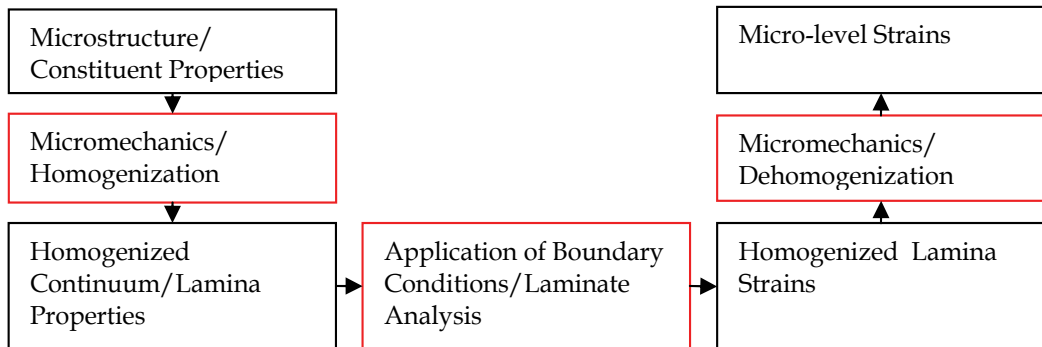 Microstructure/
Constituent Properties
Micromechanics/
Homogenization
Homogenized
Continuum/Lamina
Properties
Application of Boundary
Conditions/Laminate
Analysis
Homogenized Lamina
Strains
Micromechanics/
Dehomogenization
Micro-level Strains